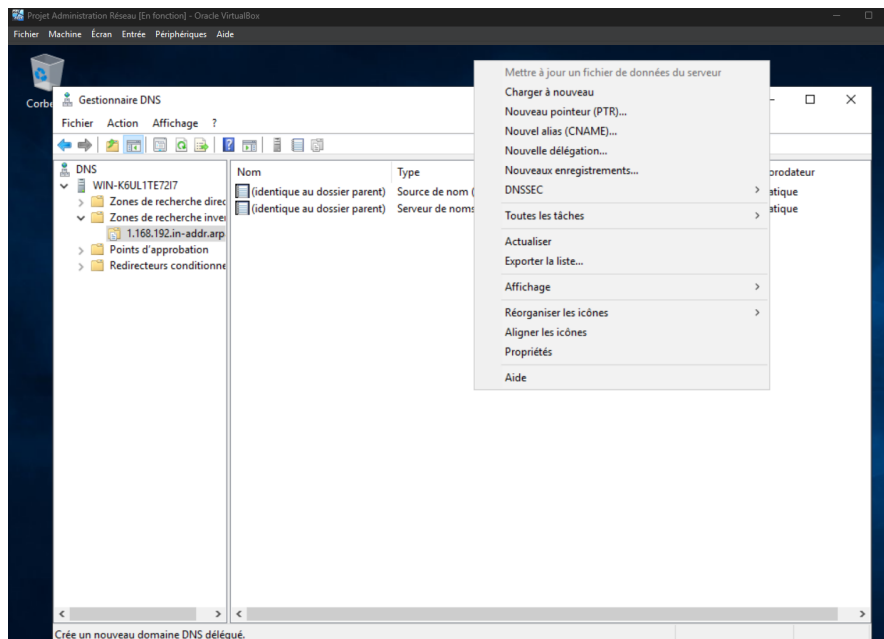 Projet Administration Réseau [En fonction] - Oracle VirtualBox
Fichier Machine Écran Entrée Périphériques Aide
Corbe
Gestionnaire DNS
Fichier Action Affichage ?
DNS
WIN-K6UL1TE72I7
Zones de recherche direc
Zones de recherche inver
1.168.192.in-addr.arp
Points d'approbation
Redirecteurs conditionne
Nom Type prodateur
(identique au dossier parent) Source de nom ( atique
(identique au dossier parent) Serveur de noms atique
Mettre à jour un fichier de données du serveur
Charger à nouveau
Nouveau pointeur (PTR)...
Nouvel alias (CNAME)...
Nouvelle délégation...
Nouveaux enregistrements...
DNSSEC
Toutes les tâches
Actualiser
Exporter la liste...
Affichage
Réorganiser les icônes
Aligner les icônes
Propriétés
Aide
Crée un nouveau domaine DNS délégué.